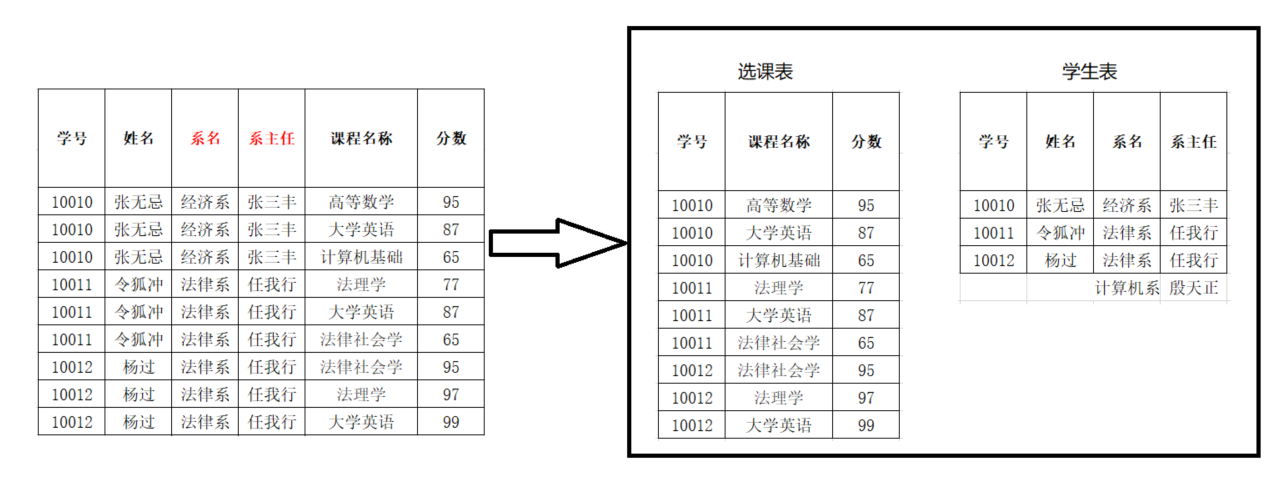 学号 姓名 系名 系主任 课程名称 分数
10010 张无忌 经济系 张三丰 高等数学 95
10010 张无忌 经济系 张三丰 大学英语 87
10010 张无忌 经济系 张三丰 计算机基础 65
10011 令狐冲 法律系 任我行 法理学 77
10011 令狐冲 法律系 任我行 大学英语 87
10011 令狐冲 法律系 任我行 法律社会学 65
10012 杨过 法律系 任我行 法律社会学 95
10012 杨过 法律系 任我行 法理学 97
10012 杨过 法律系 任我行 大学英语 99
选课表
学号 课程名称 分数
10010 高等数学 95
10010 大学英语 87
10010 计算机基础 65
10011 法理学 77
10011 大学英语 87
10011 法律社会学 65
10012 法律社会学 95
10012 法理学 97
10012 大学英语 99
学生表
学号 姓名 系名 系主任
10010 张无忌 经济系 张三丰
10011 令狐冲 法律系 任我行
10012 杨过 法律系 任我行
计算机系 殷天正